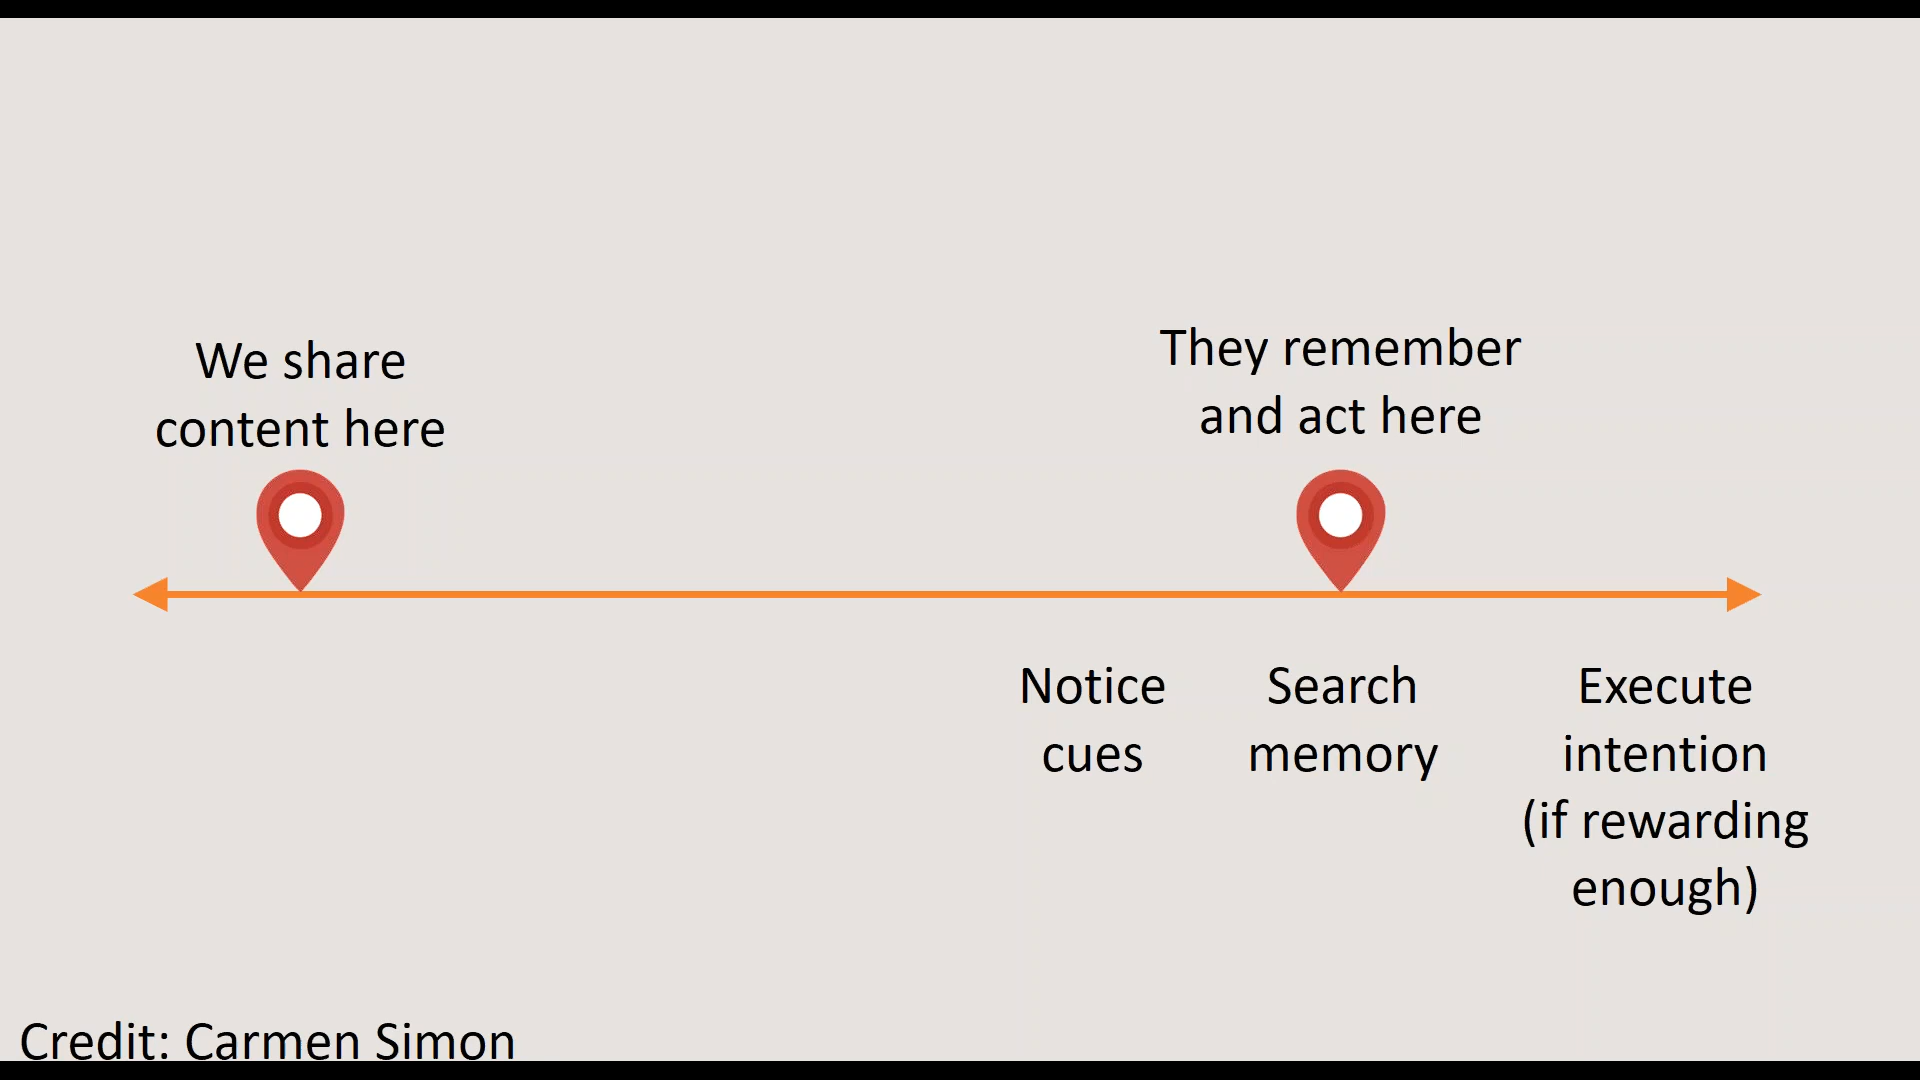 We share
content here
They remember
and act here
Notice
cues
Search
memory
Execute
intention
(if rewarding
enough)
Credit: Carmen Simon